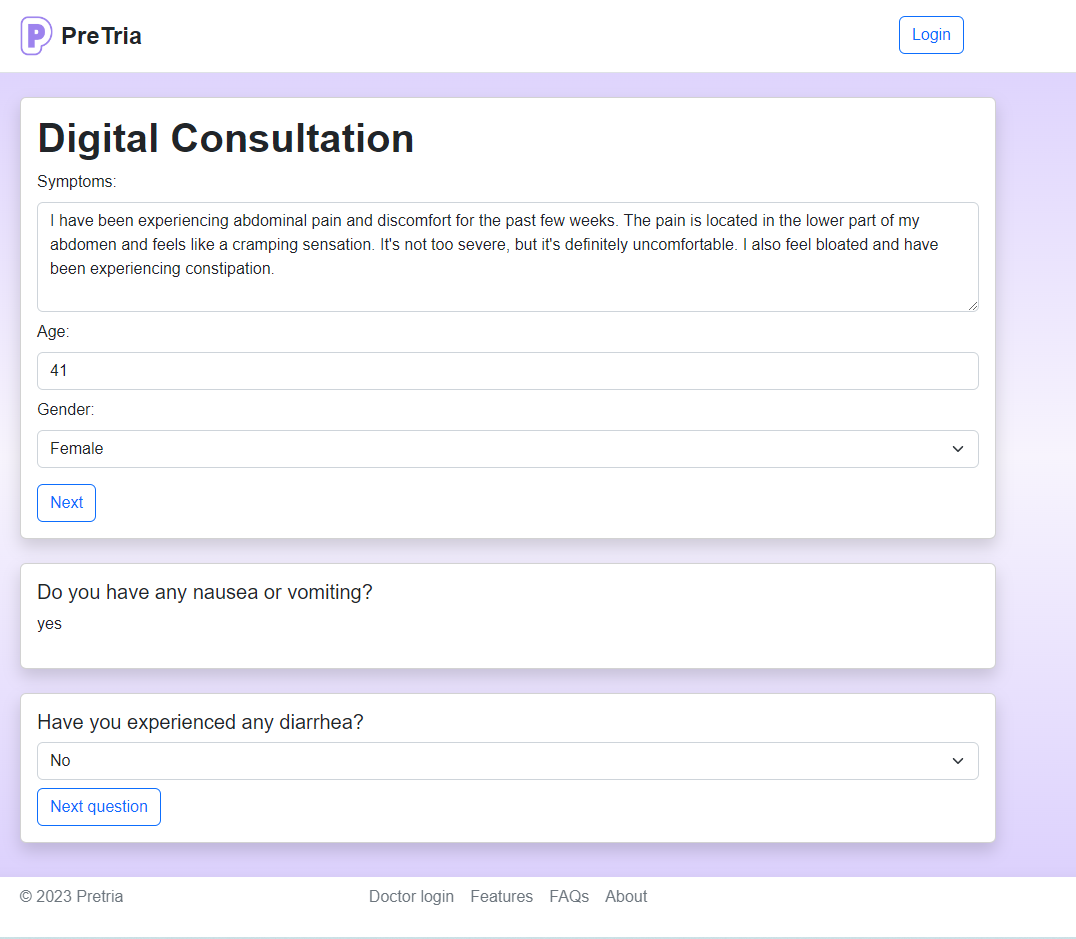 PreTria
Login
Digital Consultation
Symptoms:
I have been experiencing abdominal pain and discomfort for the past few weeks. The pain is located in the lower part of my
abdomen and feels like a cramping sensation. It's not too severe, but it's definitely uncomfortable. I also feel bloated and have
been experiencing constipation.
Age:
41
Gender:
Female
Next
Do you have any nausea or vomiting?
yes
Have you experienced any diarrhea?
No
Next question
© 2023 Pretria
Doctor login Features FAQs About